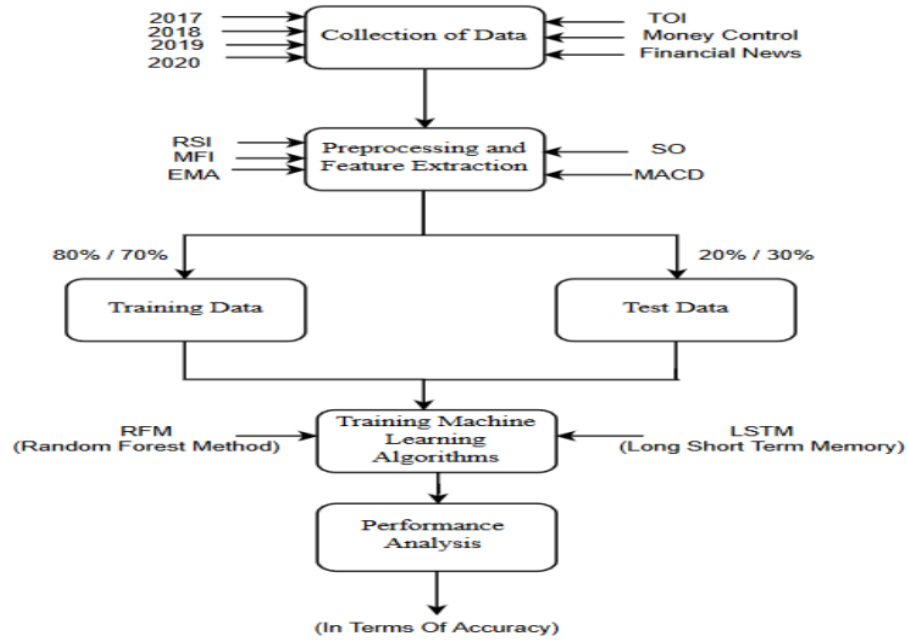 2017
2018
2019
2020
Collection of Data
TOI
Money Control
Financial News
RSI
MFI
EMA
Preprocessing and
Feature Extraction
SO
MACD
80% / 70%
20% / 30%
Training Data
Test Data
RFM
(Random Forest Method)
Training Machine
Learning
Algorithms
LSTM
(Long Short Term Memory)
Performance
Analysis
(In Terms Of Accuracy)